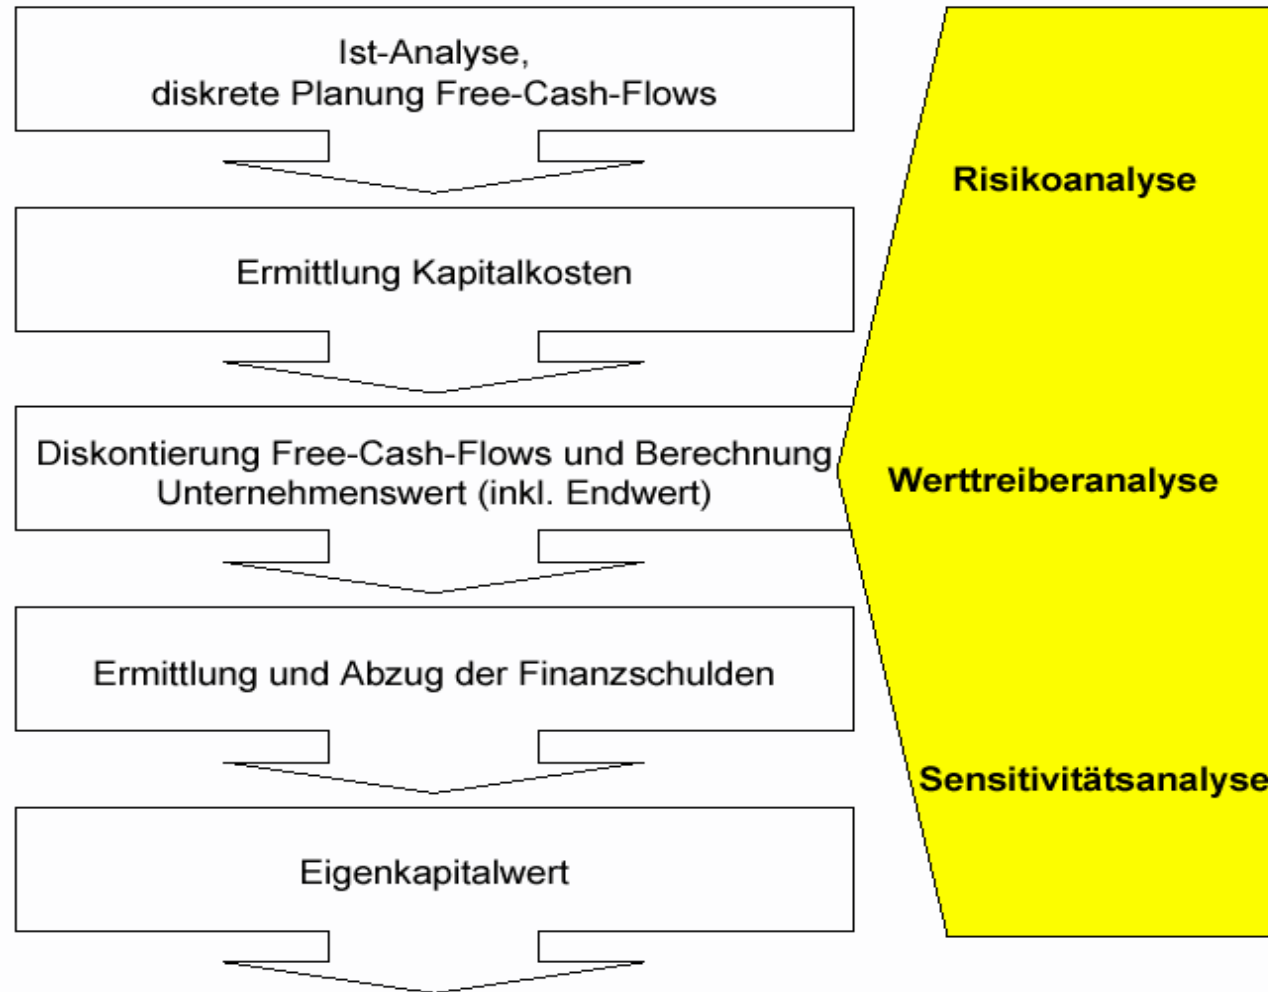 Ist-Analyse,
diskrete Planung Free-Cash-Flows
Ermittlung Kapitalkosten
Diskontierung Free-Cash-Flows und Berechnung
Unternehmenswert (inkl. Endwert)
Ermittlung und Abzug der Finanzschulden
Eigenkapitalwert
Risikoanalyse
Werttreiberanalyse
Sensitivitätsanalyse